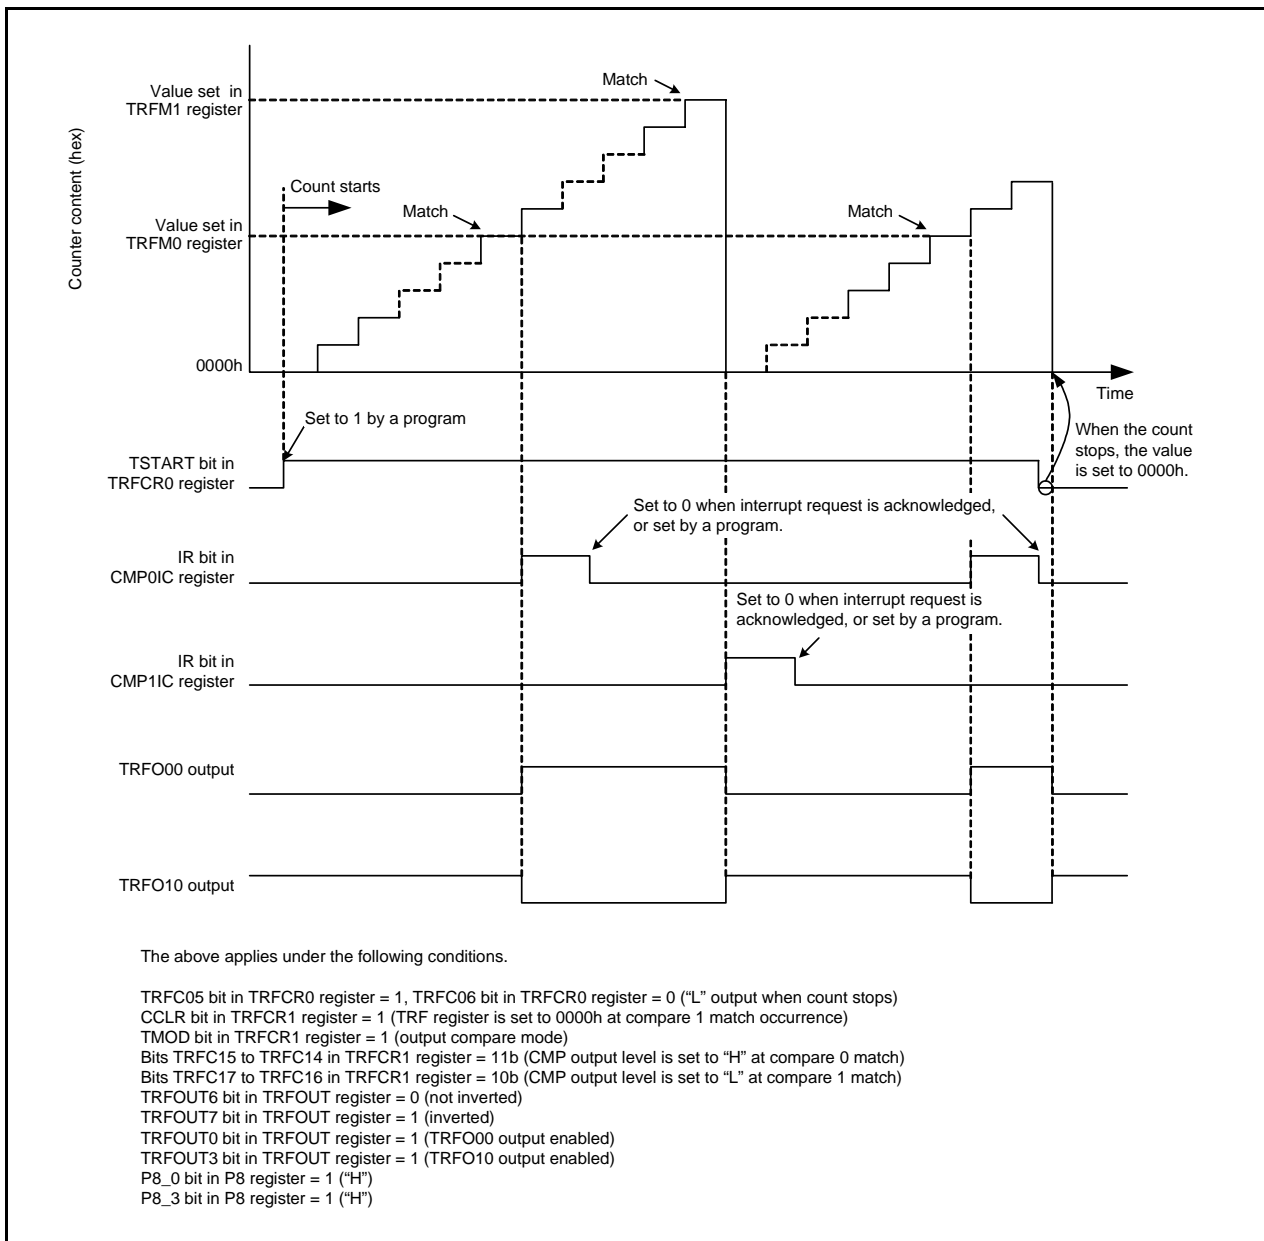 Match
Value set in
TRFM1 register
Counter content (hex)
Count starts
Match
Match
Value set in
TRFM0 register
0000h
Time
Set to 1 by a program
When the count
stops, the value
is set to 0000h.
TSTART bit in
TRFCR0 register
Set to 0 when interrupt request is acknowledged,
or set by a program.
IR bit in
CMP0IC register
Set to 0 when interrupt request is
acknowledged, or set by a program.
IR bit in
CMP1IC register
TRFO00 output
TRFO10 output
The above applies under the following conditions.
TRFC05 bit in TRFCR0 register = 1, TRFC06 bit in TRFCR0 register = 0 (“L” output when count stops)
CCLR bit in TRFCR1 register = 1 (TRF register is set to 0000h at compare 1 match occurrence)
TMOD bit in TRFCR1 register = 1 (output compare mode)
Bits TRFC15 to TRFC14 in TRFCR1 register = 11b (CMP output level is set to “H” at compare 0 match)
Bits TRFC17 to TRFC16 in TRFCR1 register = 10b (CMP output level is set to “L” at compare 1 match)
TRFOUT6 bit in TRFOUT register = 0 (not inverted)
TRFOUT7 bit in TRFOUT register = 1 (inverted)
TRFOUT0 bit in TRFOUT register = 1 (TRFO00 output enabled)
TRFOUT3 bit in TRFOUT register = 1 (TRFO10 output enabled)
P8_0 bit in P8 register = 1 (“H”)
P8_3 bit in P8 register = 1 (“H”)